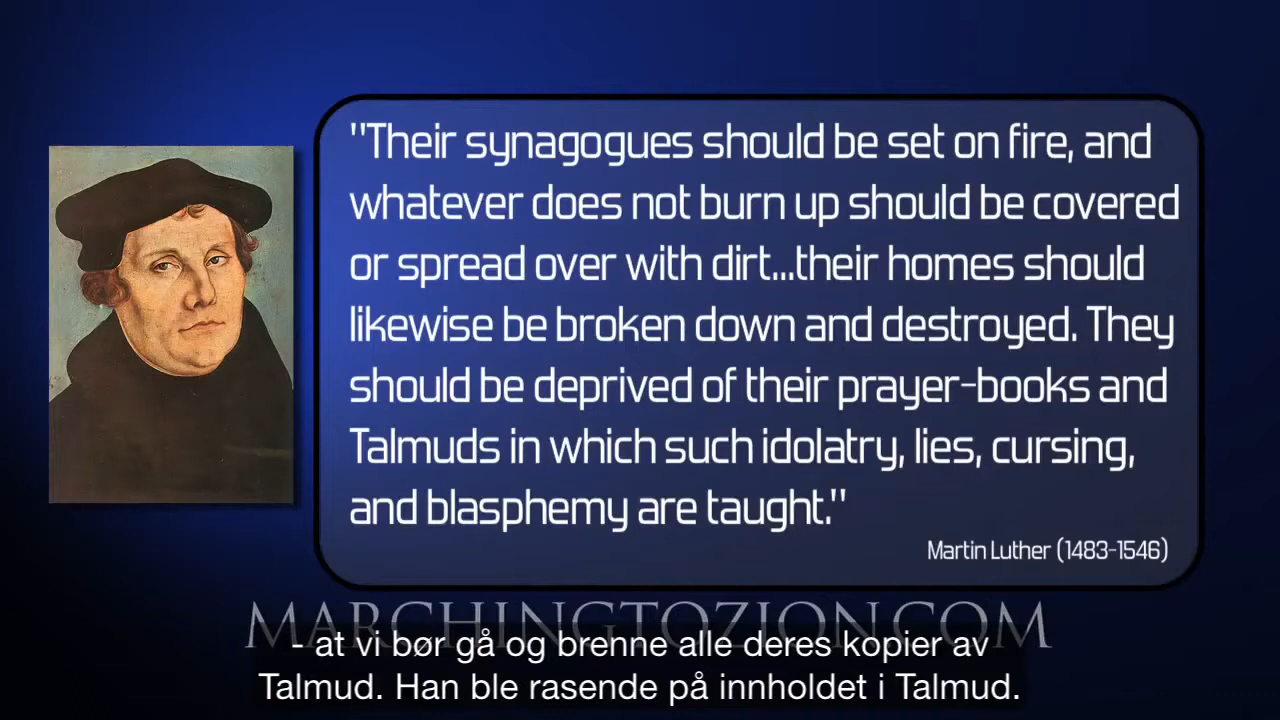 "Their synagogues should be set on fire, and
whatever does not burn up should be covered
or spread over with dirt...their homes should
likewise be broken down and destroyed. They
should be deprived of their prayer-books and
Talmuds in which such idolatry, lies, cursing,
and blasphemy are taught."
Martin Luther (1483-1546)
MARCHINGTOZION.COM
- at vi bør gå og brenne alle deres kopier av
Talmud. Han ble rasende på innholdet i Talmud.